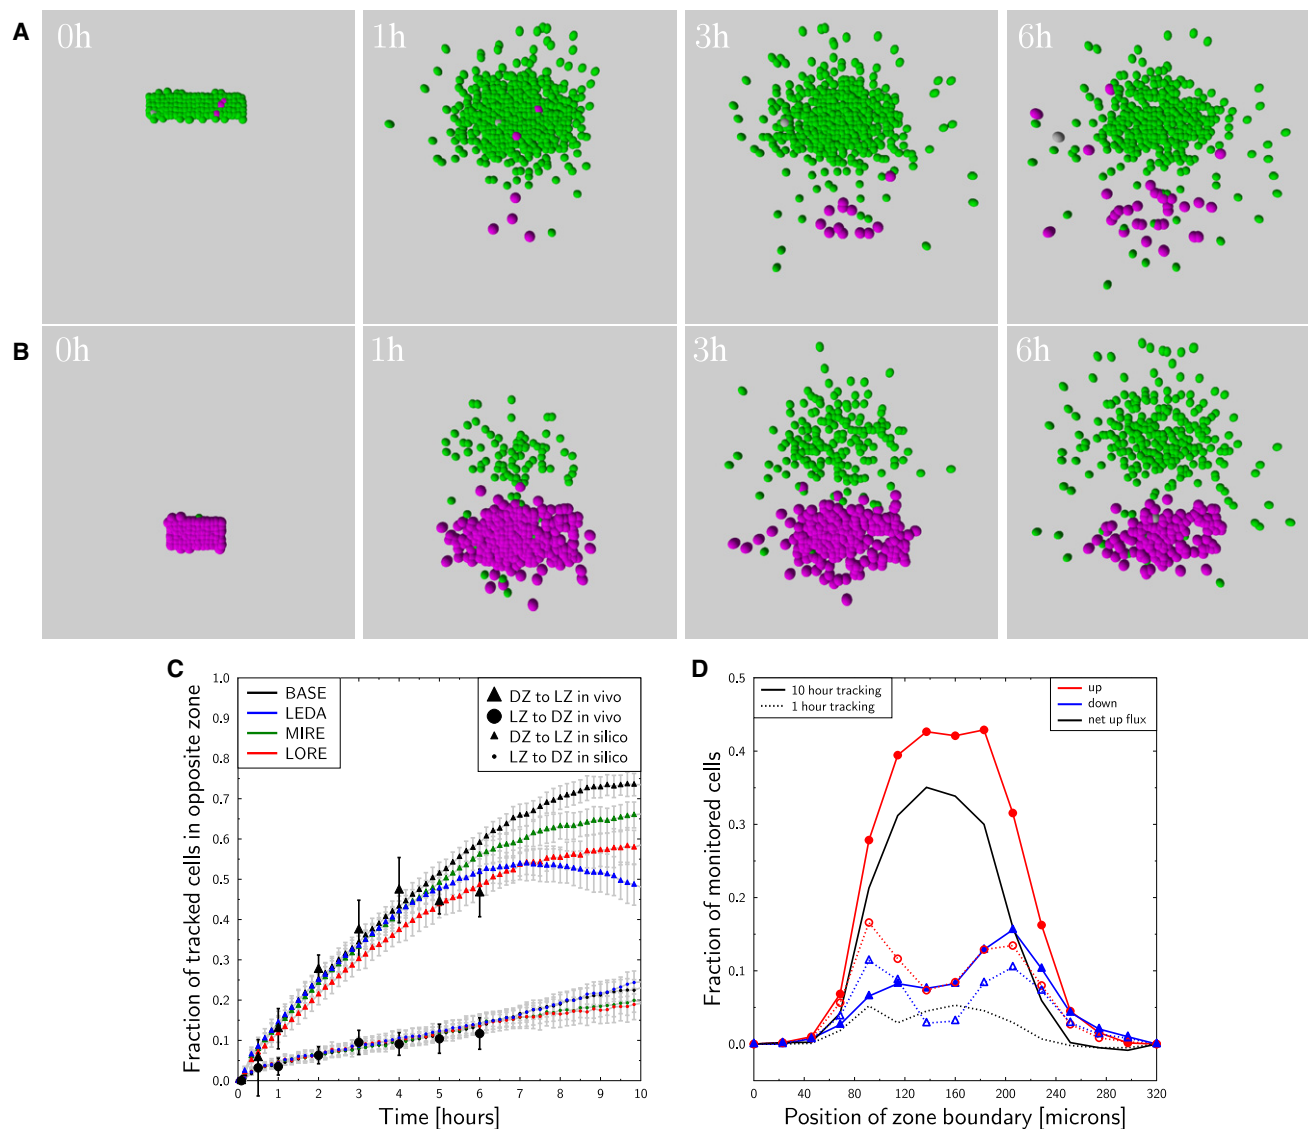 A
0h
1h
3h
6h
B
0h
1h
3h
6h
C
Fraction of tracked cells in opposite zone
1.0
0.9
0.8
0.7
0.6
0.5
0.4
0.3
0.2
0.1
0.0
BASE
LEDA
MIRE
LORE
DZ to LZ in vivo
LZ to DZ in vivo
DZ to LZ in silico
LZ to DZ in silico
0 1 2 3 4 5 6 7 8 9 10
Time [hours]
D
Fraction of monitored cells
0.5
0.4
0.3
0.2
0.1
0.0
10 hour tracking
1 hour tracking
up
down
net up flux
0 40 80 120 160 200 240 280 320
Position of zone boundary [microns]